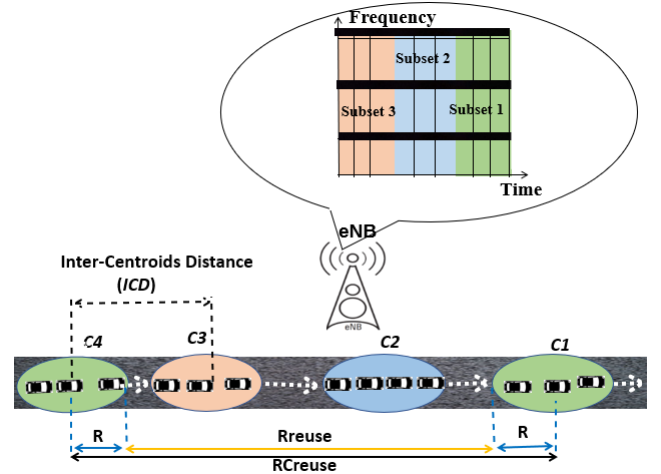 Frequency
Subset 2
Subset 3
Subset 1
Time
eNB
eNB
Inter-Centroids Distance
(ICD)
C4
C3
C2
C1
R
Rreuse
R
RCreuse